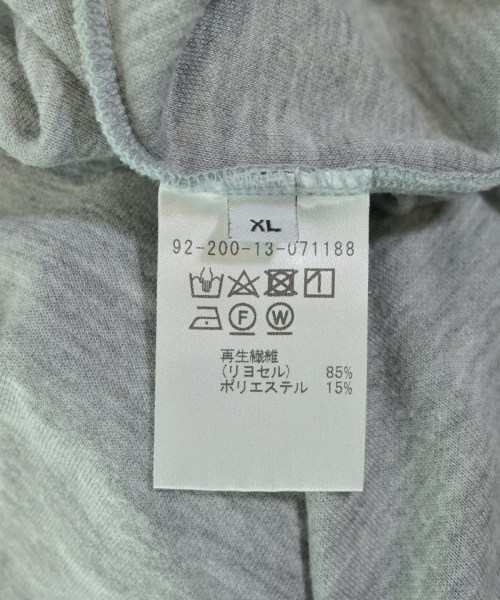 XL
92-200-13-071188
F W
再生繊維
(リヨセル) 85%
ポリエステル 15%